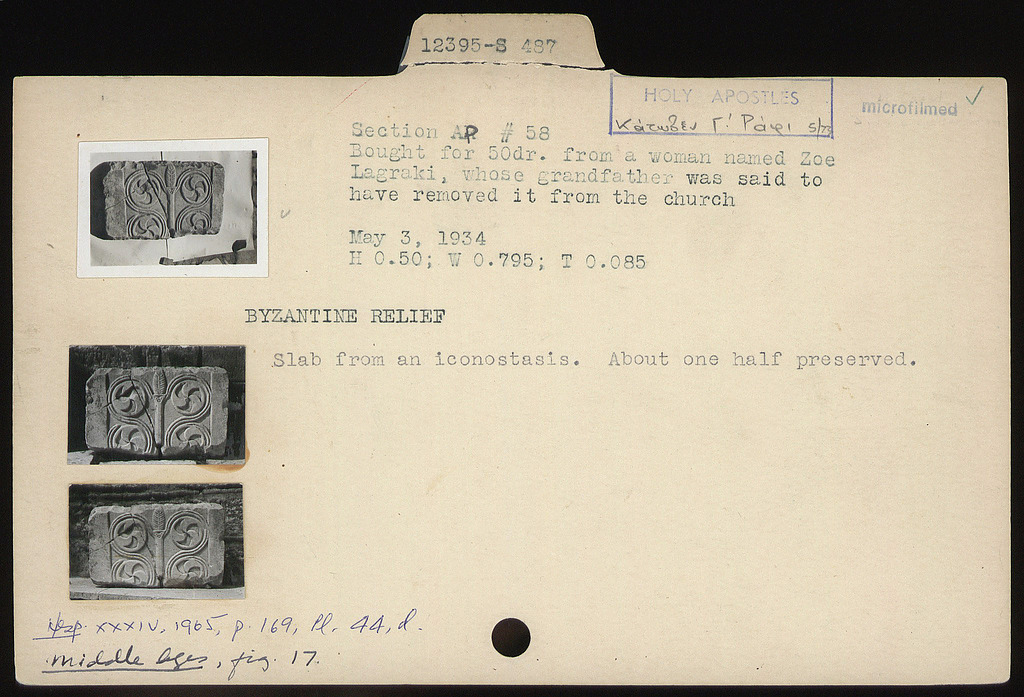 12395-S 487
HOLY APOSTLES
Κάτωθεν Γ' Ράφι 5/73
microfilmed ✓
Section AP # 58
Bought for 50dr. from a woman named Zoe
Lagraki, whose grandfather was said to
have removed it from the church
May 3, 1934
H 0.50; W 0.795; T 0.085
BYZANTINE RELIEF
Slab from an iconostasis. About one half preserved.
XXXIV, 1965, p. 169, Pl. 44, d.
Middle Ages, fig. 17.